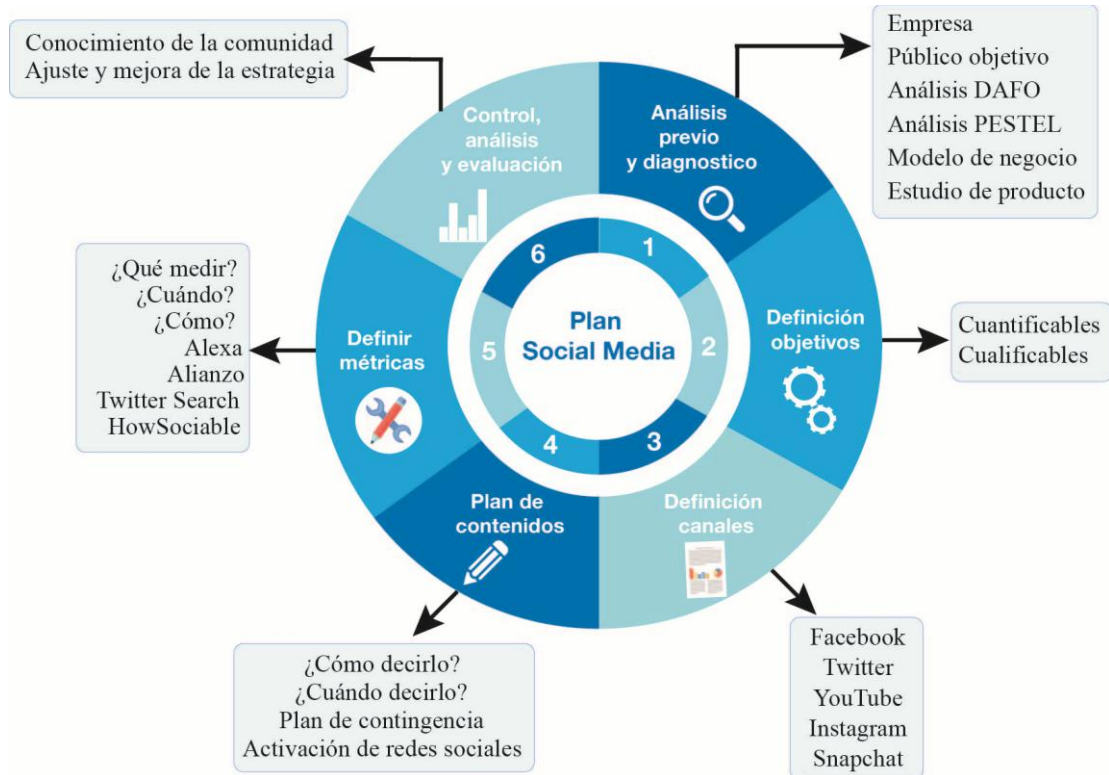 Conocimiento de la comunidad
Ajuste y mejora de la estrategia
Empresa
Público objetivo
Análisis DAFO
Análisis PESTEL
Modelo de negocio
Estudio de producto
Control,
análisis
y evaluación
Análisis
previo
y diagnostico
6
1
¿Qué medir?
¿Cuándo?
¿Cómo?
Alexa
Alianzo
Twitter Search
HowSociable
Definir
métricas
5
Plan
Social Media
2
Definición
objetivos
Cuantificables
Cualificables
4
3
Plan de
contenidos
Definición
canales
¿Cómo decirlo?
¿Cuándo decirlo?
Plan de contingencia
Activación de redes sociales
Facebook
Twitter
YouTube
Instagram
Snapchat